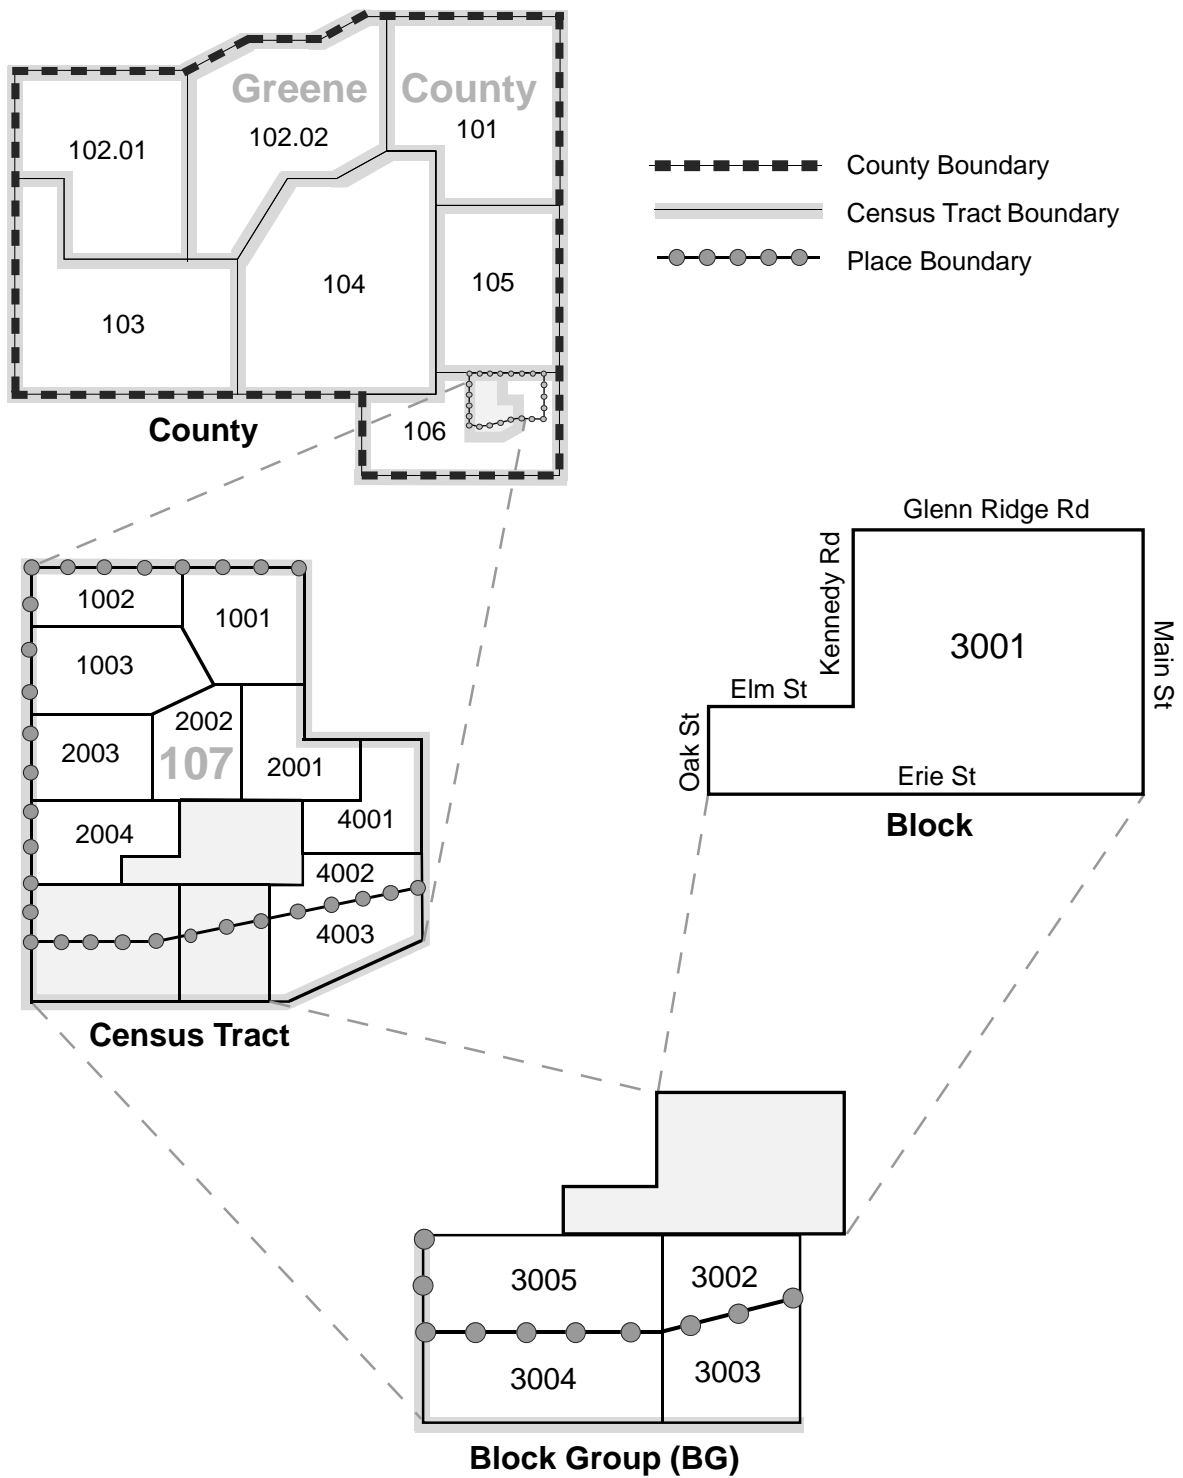 Greene County
102.01
102.02
101
County Boundary
Census Tract Boundary
Place Boundary
103
104
105
106
County
1002
1001
1003
2002
2003
107
2001
2004
4001
4002
4003
Census Tract
Glenn Ridge Rd
Kennedy Rd
3001
Main St
Elm St
Oak St
Erie St
Block
3005
3002
3004
3003
Block Group (BG)